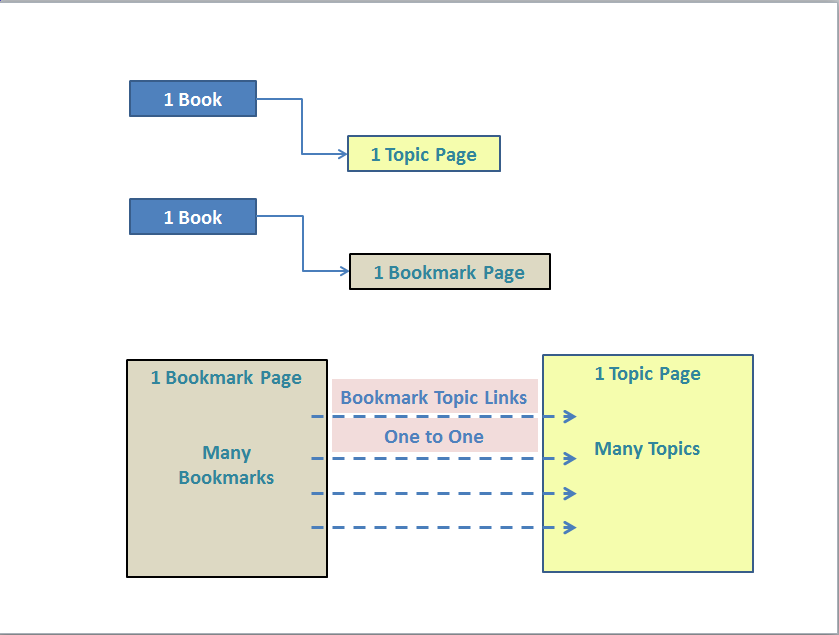 1 Book
1 Topic Page
1 Book
1 Bookmark Page
1 Bookmark Page
Many
Bookmarks
Bookmark Topic Links
One to One
1 Topic Page
Many Topics